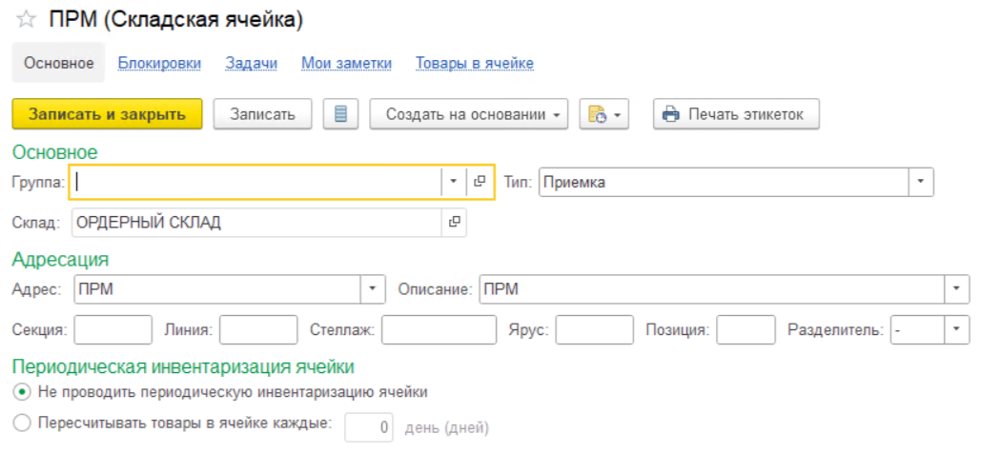 ПРМ (Складская ячейка)
Основное Блокировки Задачи Мои заметки Товары в ячейке
Записать и закрыть Записать Создать на основании Печать этикеток
Основное
Группа: Тип: Приемка
Склад: ОРДЕРНЫЙ СКЛАД
Адресация
Адрес: ПРМ Описание: ПРМ
Секция: Линия: Стеллаж: Ярус: Позиция: Разделитель: -
Периодическая инвентаризация ячейки
Не проводить периодическую инвентаризацию ячейки
Пересчитывать товары в ячейке каждые: 0 день (дней)